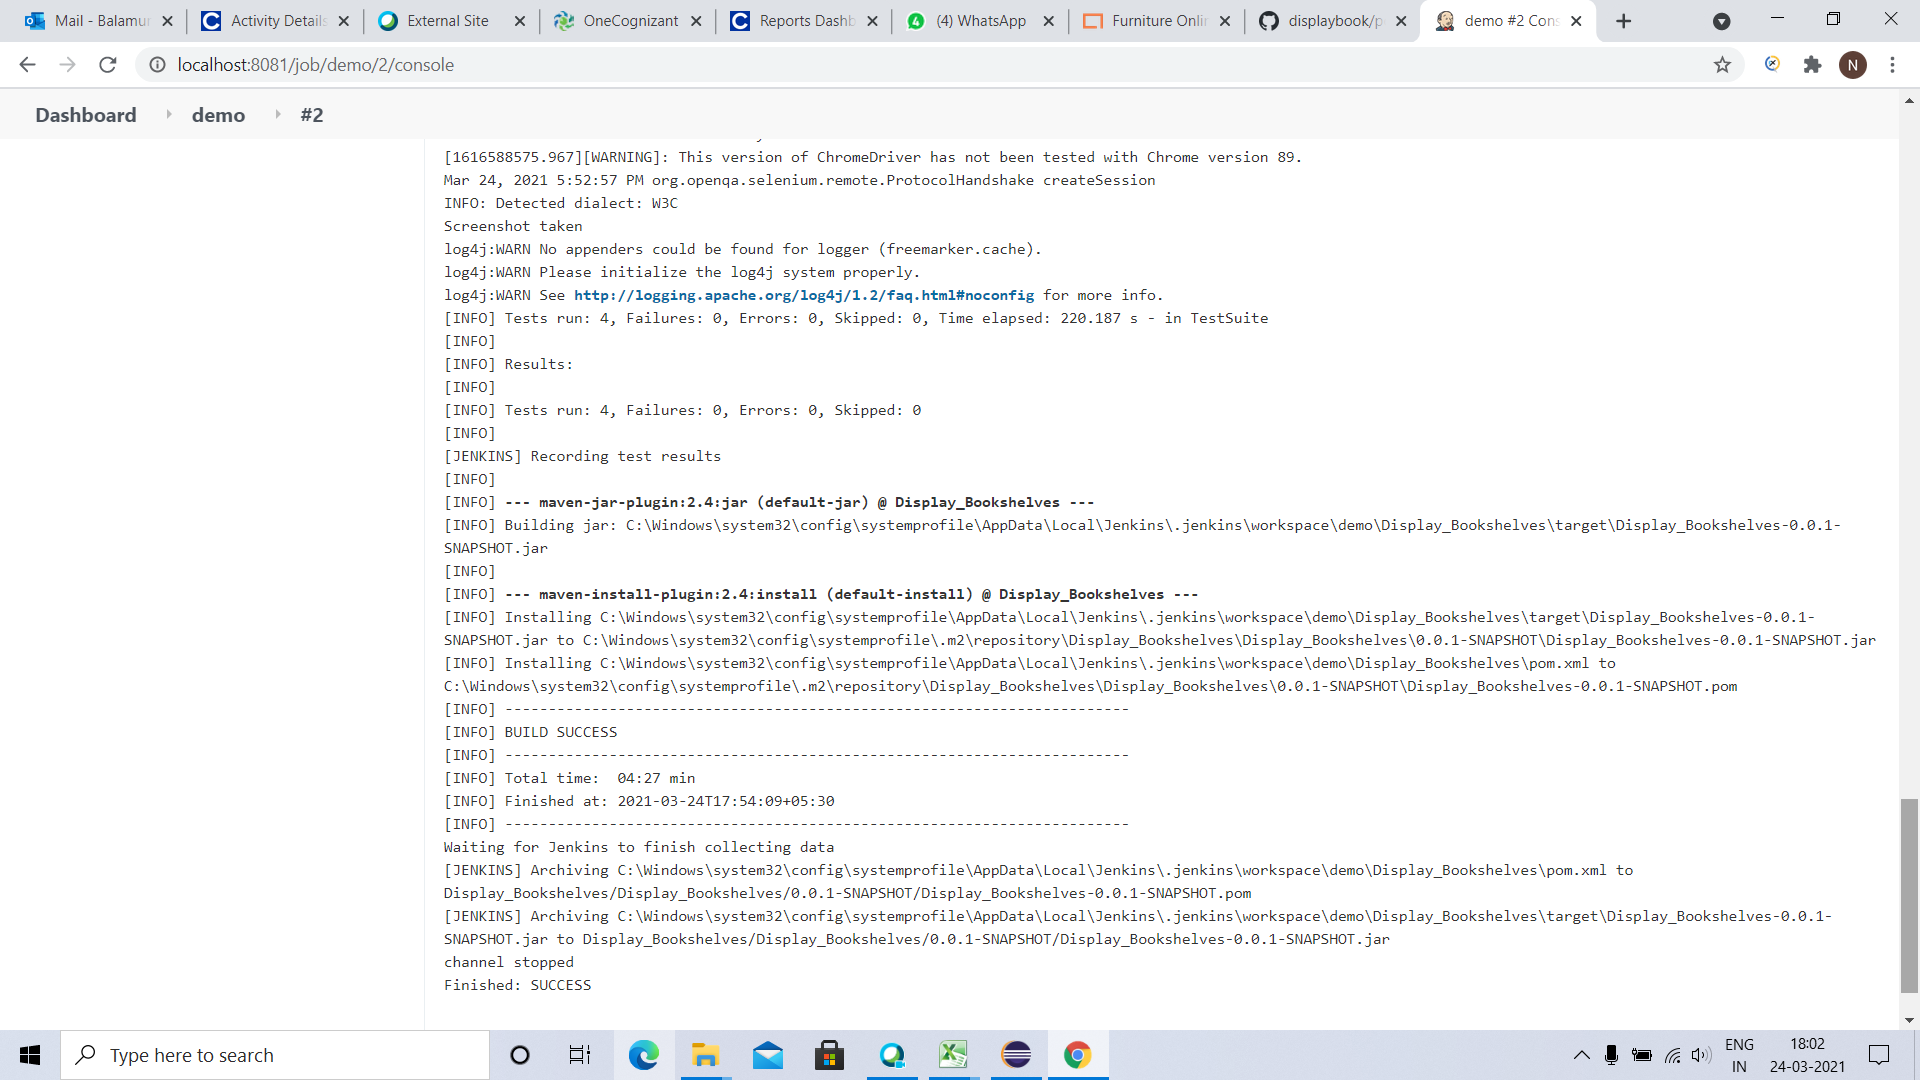 Mail - Balamur
Activity Details
External Site
OneCognizant
Reports Dashb
(4) WhatsApp
Furniture Onlin
displaybook/p
demo #2 Cons
localhost:8081/job/demo/2/console
N
Dashboard demo #2
[1616588575.967][WARNING]: This version of ChromeDriver has not been tested with Chrome version 89.
Mar 24, 2021 5:52:57 PM org.openqa.selenium.remote.ProtocolHandshake createSession
INFO: Detected dialect: W3C
Screenshot taken
log4j:WARN No appenders could be found for logger (freemarker.cache).
log4j:WARN Please initialize the log4j system properly.
log4j:WARN See http://logging.apache.org/log4j/1.2/faq.html#noconfig for more info.
[INFO] Tests run: 4, Failures: 0, Errors: 0, Skipped: 0, Time elapsed: 220.187 s - in TestSuite
[INFO]
[INFO] Results:
[INFO]
[INFO] Tests run: 4, Failures: 0, Errors: 0, Skipped: 0
[INFO]
[JENKINS] Recording test results
[INFO]
[INFO] --- maven-jar-plugin:2.4:jar (default-jar) @ Display_Bookshelves ---
[INFO] Building jar: C:\Windows\system32\config\systemprofile\AppData\Local\Jenkins\.jenkins\workspace\demo\Display_Bookshelves\target\Display_Bookshelves-0.0.1-
SNAPSHOT.jar
[INFO]
[INFO] --- maven-install-plugin:2.4:install (default-install) @ Display_Bookshelves ---
[INFO] Installing C:\Windows\system32\config\systemprofile\AppData\Local\Jenkins\.jenkins\workspace\demo\Display_Bookshelves\target\Display_Bookshelves-0.0.1-
SNAPSHOT.jar to C:\Windows\system32\config\systemprofile\.m2\repository\Display_Bookshelves\Display_Bookshelves\0.0.1-SNAPSHOT\Display_Bookshelves-0.0.1-SNAPSHOT.jar
[INFO] Installing C:\Windows\system32\config\systemprofile\AppData\Local\Jenkins\.jenkins\workspace\demo\Display_Bookshelves\pom.xml to
C:\Windows\system32\config\systemprofile\.m2\repository\Display_Bookshelves\Display_Bookshelves\0.0.1-SNAPSHOT\Display_Bookshelves-0.0.1-SNAPSHOT.pom
[INFO] ------------------------------------------------------------------------
[INFO] BUILD SUCCESS
[INFO] ------------------------------------------------------------------------
[INFO] Total time:  04:27 min
[INFO] Finished at: 2021-03-24T17:54:09+05:30
[INFO] ------------------------------------------------------------------------
Waiting for Jenkins to finish collecting data
[JENKINS] Archiving C:\Windows\system32\config\systemprofile\AppData\Local\Jenkins\.jenkins\workspace\demo\Display_Bookshelves\pom.xml to
Display_Bookshelves/Display_Bookshelves/0.0.1-SNAPSHOT/Display_Bookshelves-0.0.1-SNAPSHOT.pom
[JENKINS] Archiving C:\Windows\system32\config\systemprofile\AppData\Local\Jenkins\.jenkins\workspace\demo\Display_Bookshelves\target\Display_Bookshelves-0.0.1-
SNAPSHOT.jar to Display_Bookshelves/Display_Bookshelves/0.0.1-SNAPSHOT/Display_Bookshelves-0.0.1-SNAPSHOT.jar
channel stopped
Finished: SUCCESS
Type here to search
ENG
IN
18:02
24-03-2021